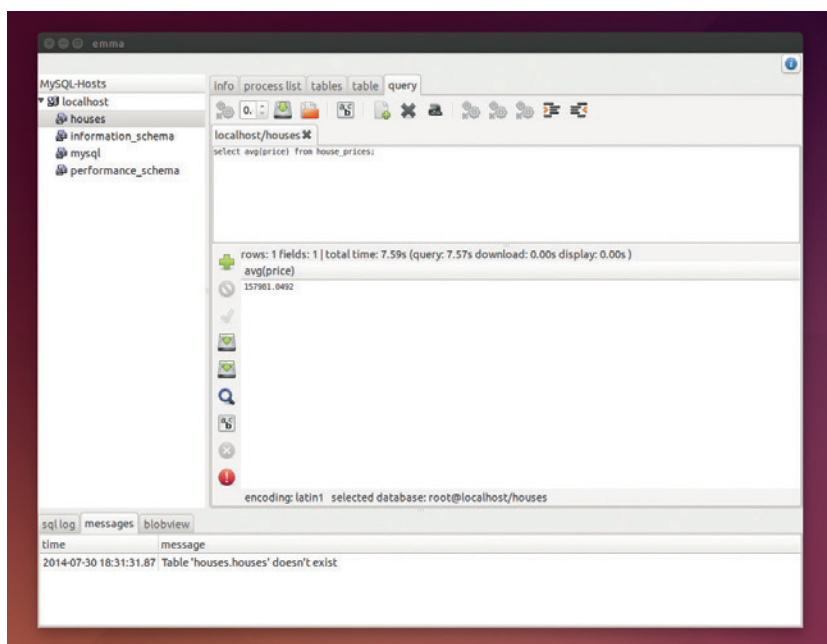 emma
MySQL-Hosts
localhost
houses
information_schema
mysql
performance_schema
info process list tables table query
0.
localhost/houses
select avg(price) from house_prices;
rows: 1 fields: 1 | total time: 7.59s (query: 7.57s download: 0.00s display: 0.00s )
avg(price)
157981.0492
encoding: latin1 selected database: root@localhost/houses
sql log messages blobview
time message
2014-07-30 18:31:31.87 Table 'houses.houses' doesn't exist